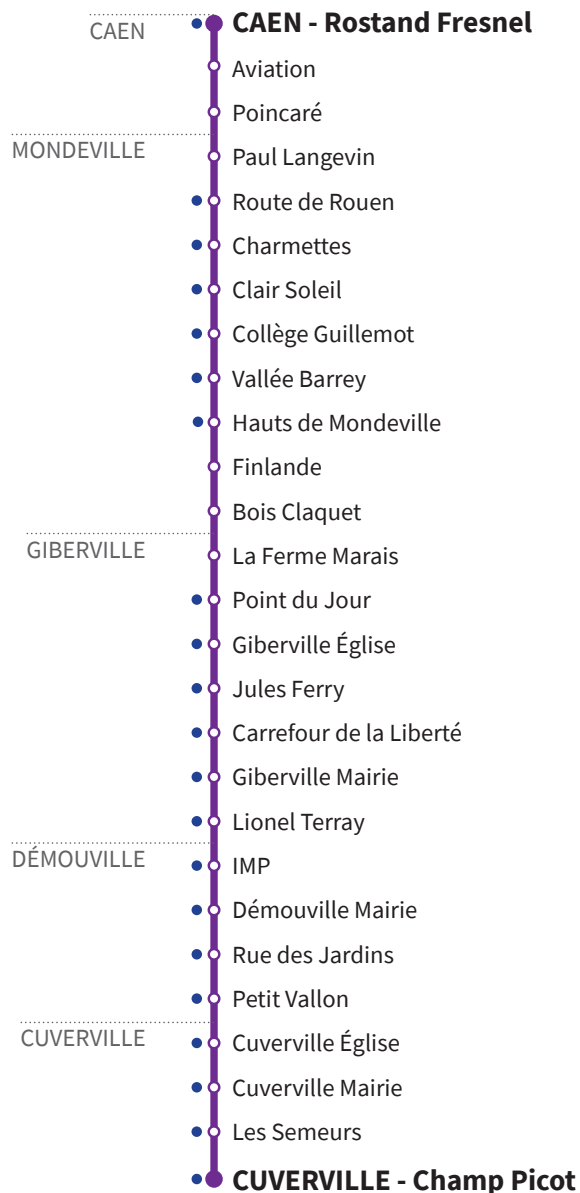 CAEN
CAEN - Rostand Fresnel
Aviation
Poincaré
MONDEVILLE
Paul Langevin
Route de Rouen
Charmettes
Clair Soleil
Collège Guillemot
Vallée Barrey
Hauts de Mondeville
Finlande
Bois Claquet
GIBERVILLE
La Ferme Marais
Point du Jour
Giberville Église
Jules Ferry
Carrefour de la Liberté
Giberville Mairie
Lionel Terray
DÉMOUVILLE
IMP
Démouville Mairie
Rue des Jardins
Petit Vallon
CUVERVILLE
Cuverville Église
Cuverville Mairie
Les Semeurs
CUVERVILLE - Champ Picot